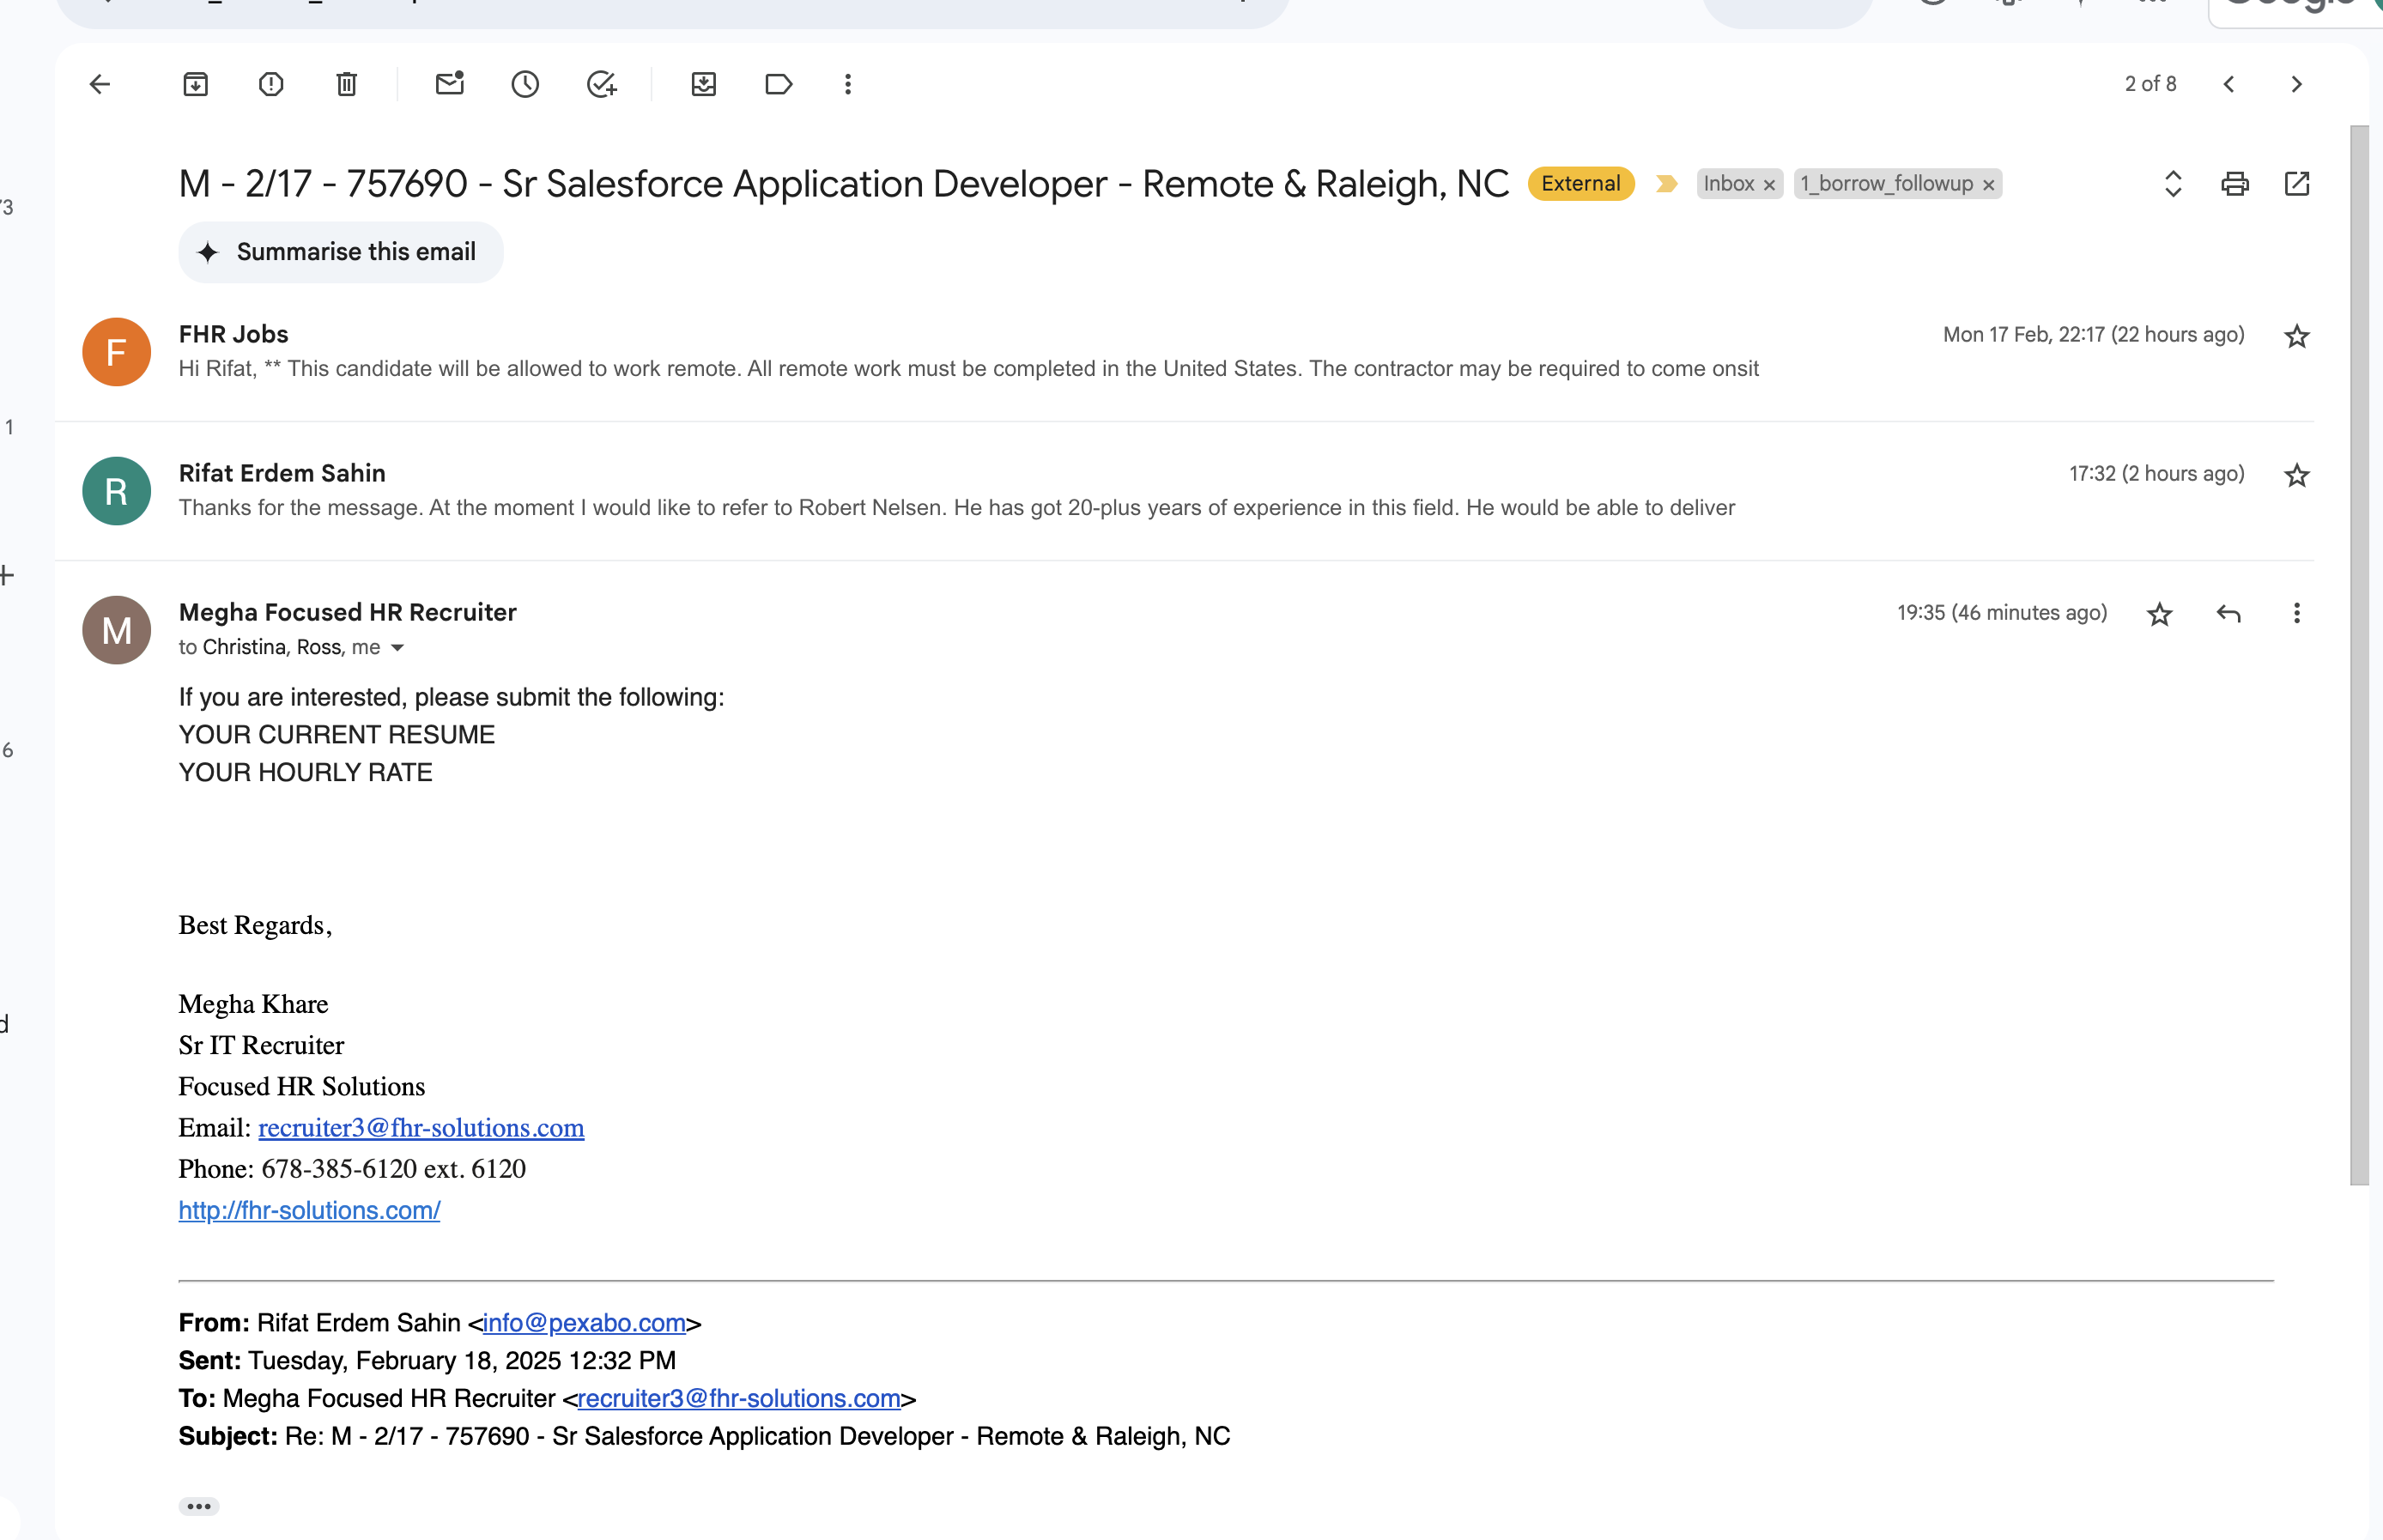 2 of 8
M - 2/17 - 757690 - Sr Salesforce Application Developer - Remote & Raleigh, NC External Inbox × 1_borrow_followup ×
Summarise this email
73
F
FHR Jobs
Mon 17 Feb, 22:17 (22 hours ago)
Hi Rifat, ** This candidate will be allowed to work remote. All remote work must be completed in the United States. The contractor may be required to come onsit
1
R
Rifat Erdem Sahin
17:32 (2 hours ago)
Thanks for the message. At the moment I would like to refer to Robert Nelsen. He has got 20-plus years of experience in this field. He would be able to deliver
M
Megha Focused HR Recruiter
19:35 (46 minutes ago)
to Christina, Ross, me
If you are interested, please submit the following:
YOUR CURRENT RESUME
6
YOUR HOURLY RATE
Best Regards,
Megha Khare
Sr IT Recruiter
Focused HR Solutions
Email: recruiter3@fhr-solutions.com
Phone: 678-385-6120 ext. 6120
http://fhr-solutions.com/
From: Rifat Erdem Sahin <info@pexabo.com>
Sent: Tuesday, February 18, 2025 12:32 PM
To: Megha Focused HR Recruiter <recruiter3@fhr-solutions.com>
Subject: Re: M - 2/17 - 757690 - Sr Salesforce Application Developer - Remote & Raleigh, NC